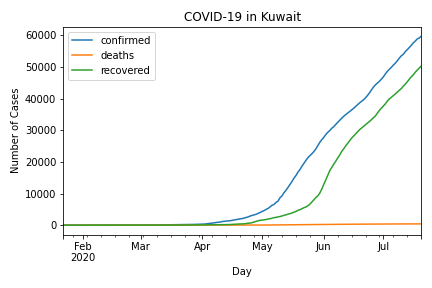 COVID-19 in Kuwait
confirmed
deaths
recovered
Number of Cases
60000
50000
40000
30000
20000
10000
0
Feb
2020
Mar
Apr
May
Jun
Jul
Day